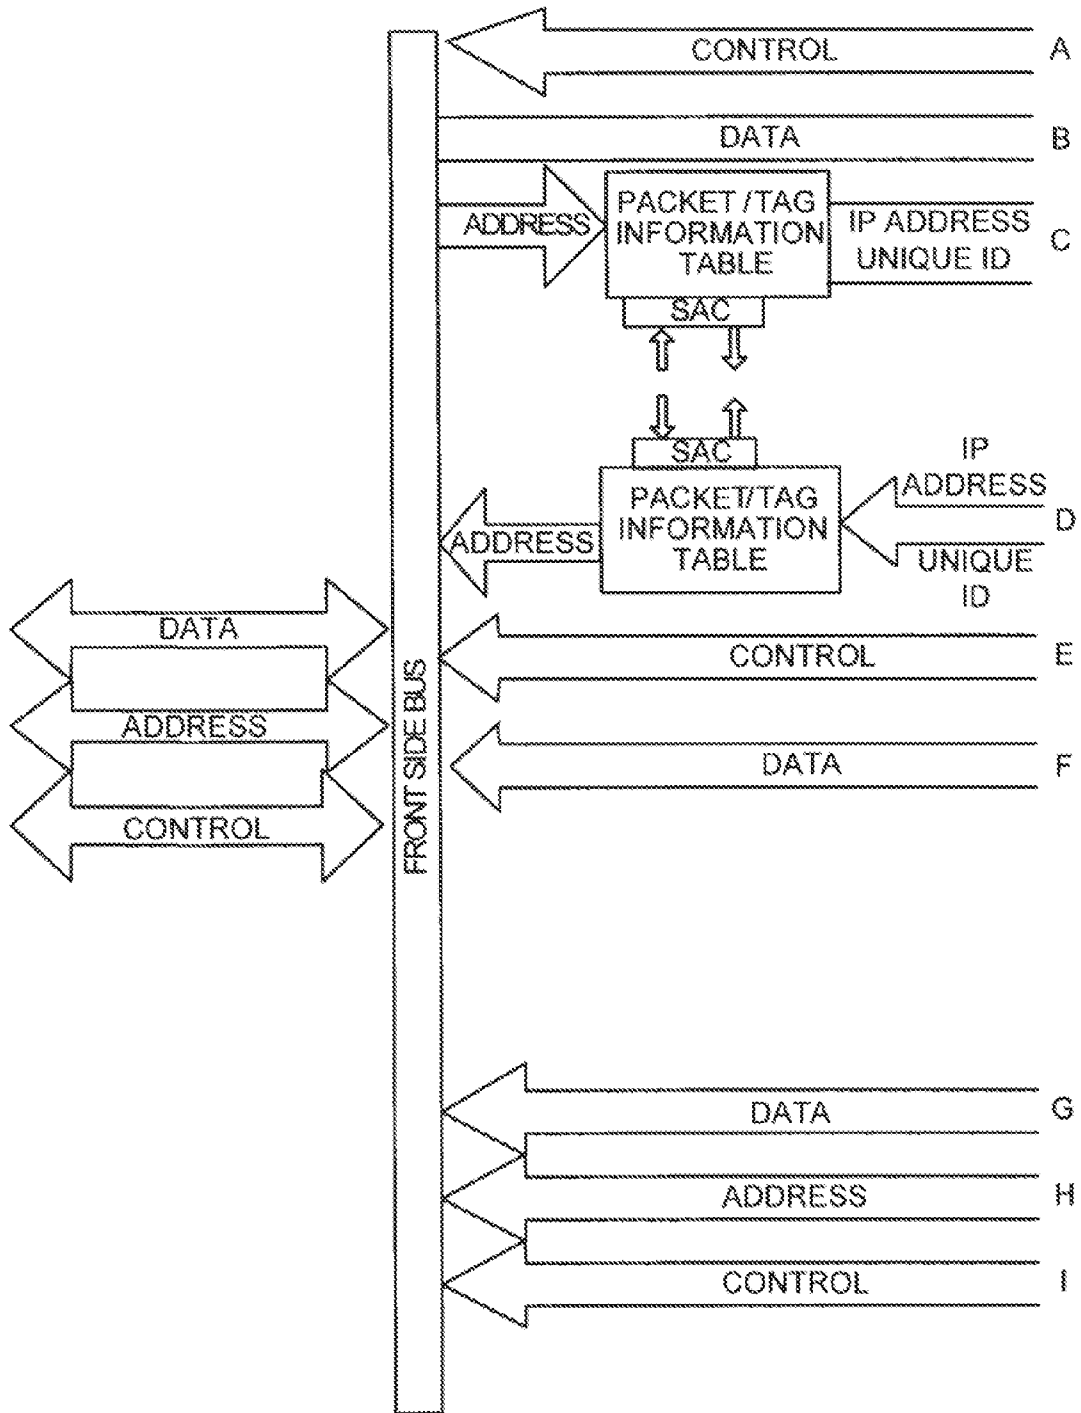 CONTROL A
DATA B
ADDRESS
PACKET /TAG
INFORMATION
TABLE
IP ADDRESS
UNIQUE ID
C
SAC
SAC
PACKET/TAG
INFORMATION
TABLE
IP
ADDRESS
D
UNIQUE
ID
ADDRESS
DATA
ADDRESS
CONTROL
FRONT SIDE BUS
CONTROL E
DATA F
DATA G
ADDRESS H
CONTROL I